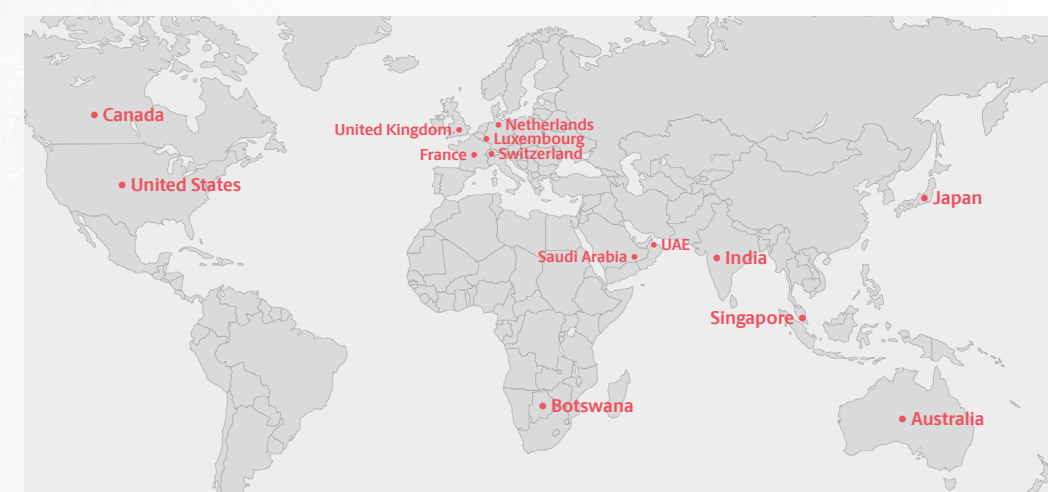 Canada
United Kingdom
Netherlands
Luxembourg
France
Switzerland
United States
Japan
UAE
Saudi Arabia
India
Singapore
Botswana
Australia